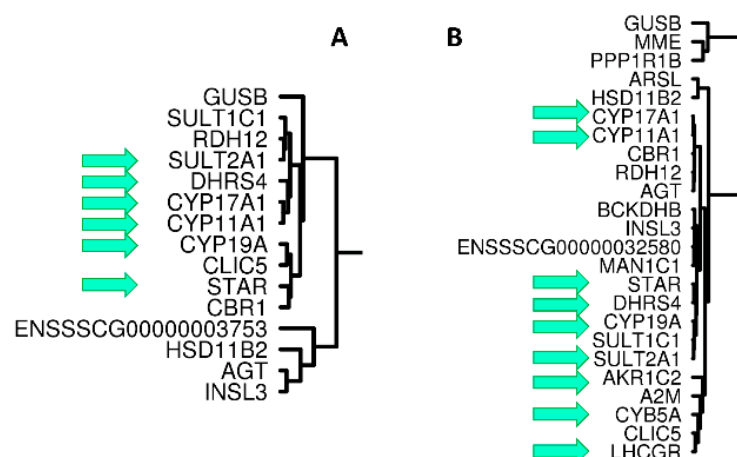 A
GUSB
SULT1C1
RDH12
SULT2A1
DHRS4
CYP17A1
CYP11A1
CYP19A
CLIC5
STAR
CBR1
ENSSSCG00000003753
HSD11B2
AGT
INSL3
B
GUSB
MME
PPP1R1B
ARSL
HSD11B2
CYP17A1
CYP11A1
CBR1
RDH12
AGT
BCKDHB
INSL3
ENSSSCG00000032580
MAN1C1
STAR
DHRS4
CYP19A
SULT1C1
SULT2A1
AKR1C2
A2M
CYB5A
CLIC5
LHCGR